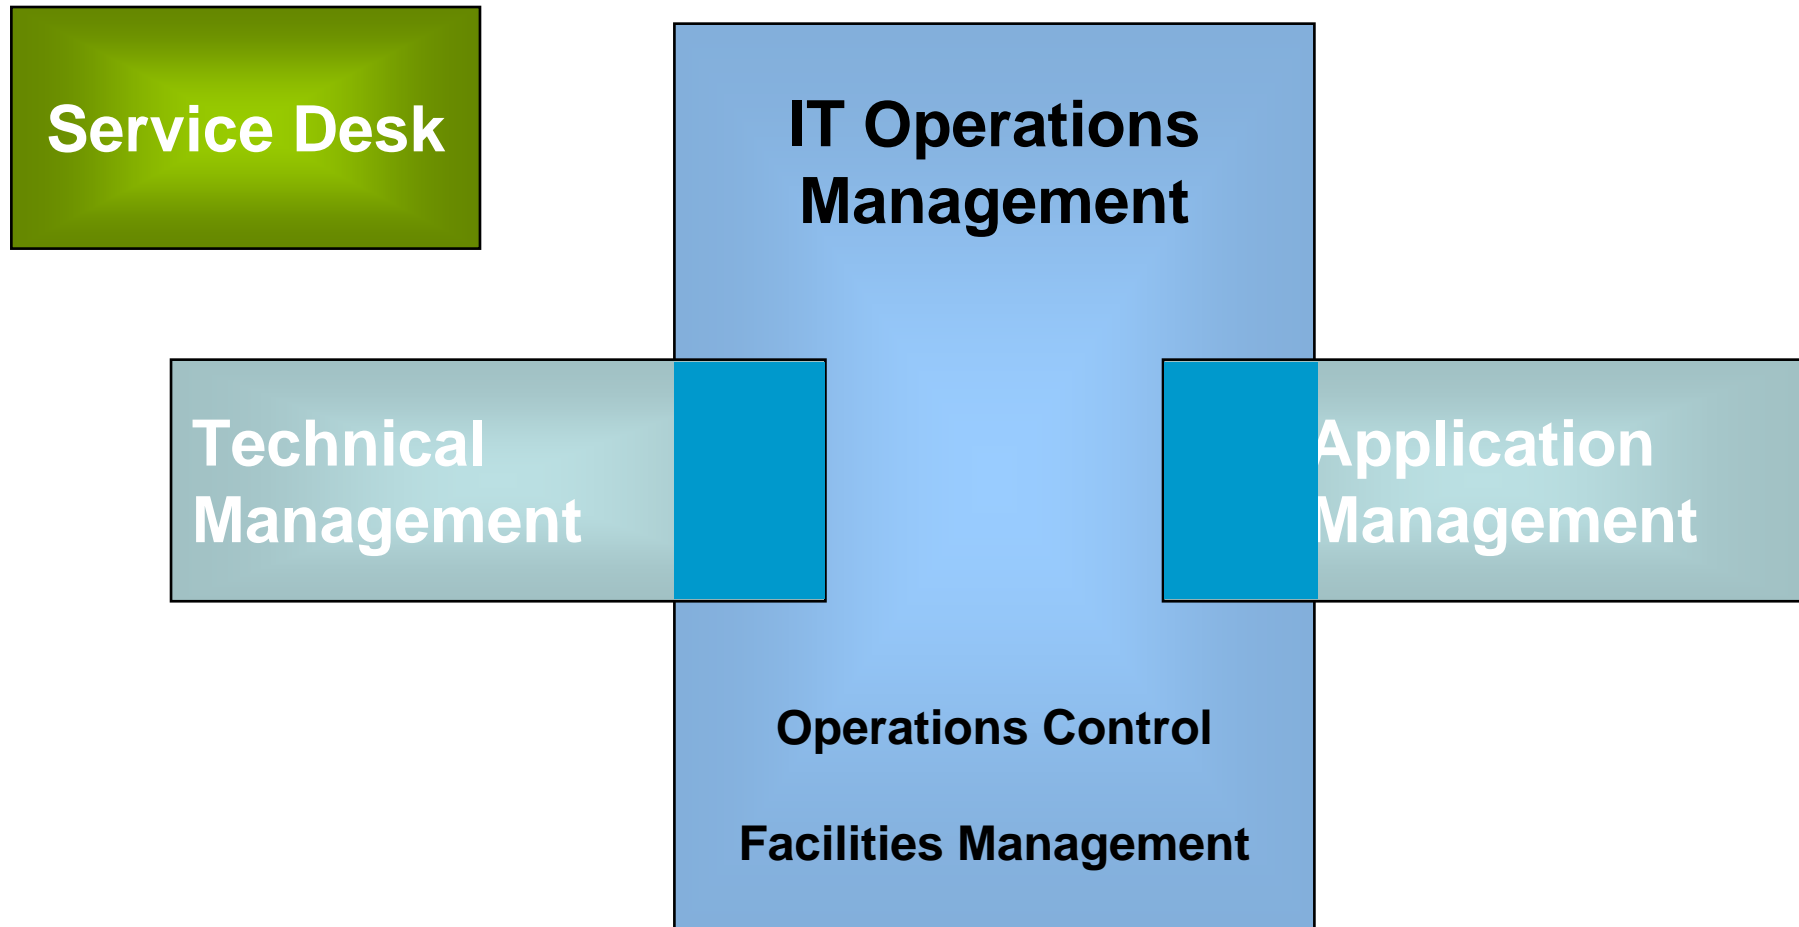 Service Desk
IT Operations
Management
Technical
Management
Application
Management
Operations Control
Facilities Management